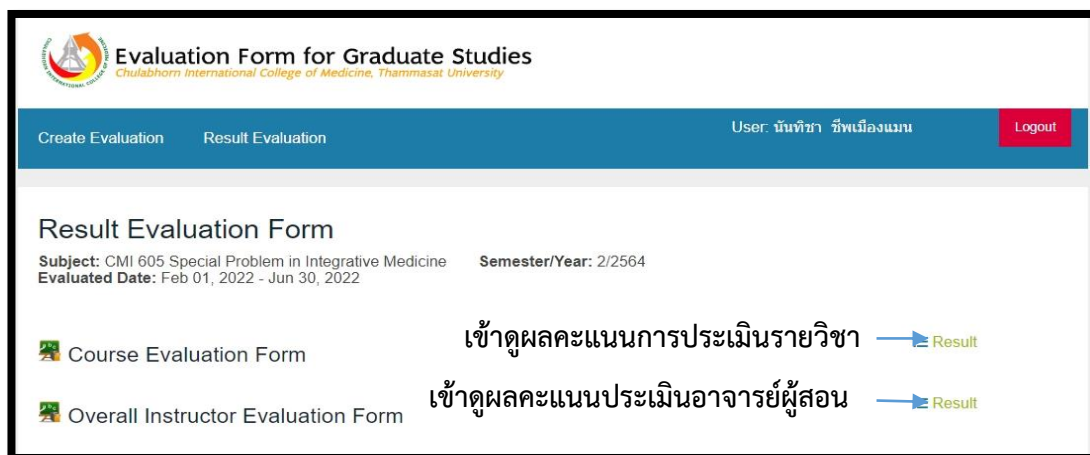 Evaluation Form for Graduate Studies
Chulabhorn International College of Medicine, Thammasat University
Create Evaluation Result Evaluation User: นันทิชา ชีพเมืองแมน Logout
Result Evaluation Form
Subject: CMI 605 Special Problem in Integrative Medicine Semester/Year: 2/2564
Evaluated Date: Feb 01, 2022 - Jun 30, 2022
Course Evaluation Form เข้าดูผลคะแนนการประเมินรายวิชา Result
Overall Instructor Evaluation Form เข้าดูผลคะแนนประเมินอาจารย์ผู้สอน Result